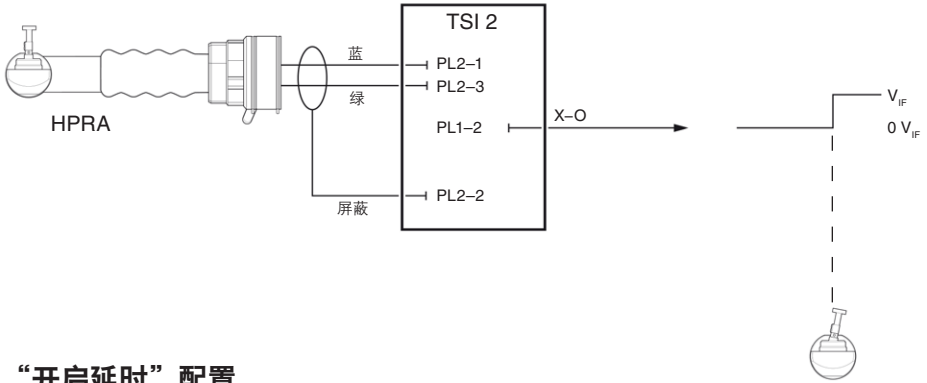 TSI 2
蓝
PL2–1
绿
PL2–3
HPRA
PL1–2
X–O
V_IF
0 V_IF
屏蔽
PL2–2
“开启延时”配置